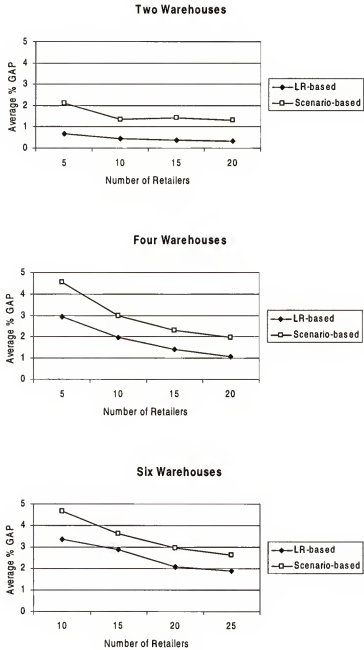 Two Warehouses
Average % GAP
5
4
3
2
1
0
5 10 15 20
Number of Retailers
LR-based
Scenario-based
Four Warehouses
Average % GAP
5
4
3
2
1
0
5 10 15 20
Number of Retailers
LR-based
Scenario-based
Six Warehouses
Average % GAP
5
4
3
2
1
0
10 15 20 25
Number of Retailers
LR-based
Scenario-based